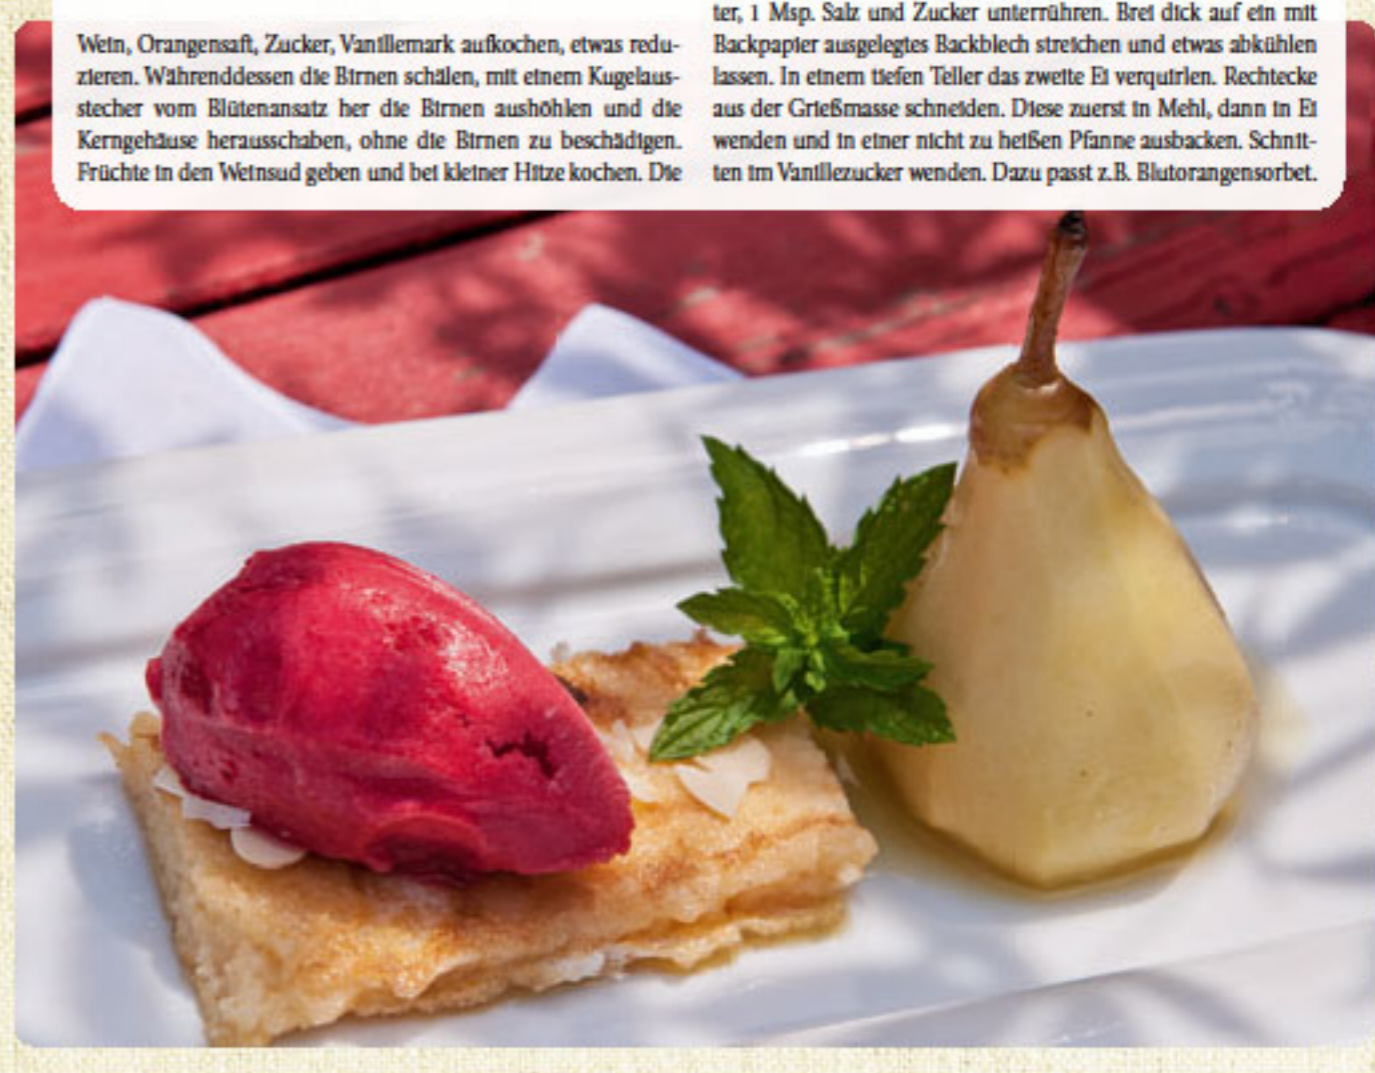 Wein, Orangensaft, Zucker, Vanillemark aufkochen, etwas redu-
zieren. Währenddessen die Birnen schälen, mit einem Kugelaus-
stecher vom Blütenansatz her die Birnen aushöhlen und die
Kerngehäuse herausschaben, ohne die Birnen zu beschädigen.
Früchte in den Weinsud geben und bei kleiner Hitze kochen. Die
ter, 1 Msp. Salz und Zucker unterrühren. Brei dick auf ein mit
Backpapier ausgelegtes Backblech streichen und etwas abkühlen
lassen. In einem tiefen Teller das zweite Ei verquirlen. Rechtecke
aus der Grießmasse schneiden. Diese zuerst in Mehl, dann in Ei
wenden und in einer nicht zu heißen Pfanne ausbacken. Schnit-
ten im Vanillezucker wenden. Dazu passt z.B. Blutorangensorbet.